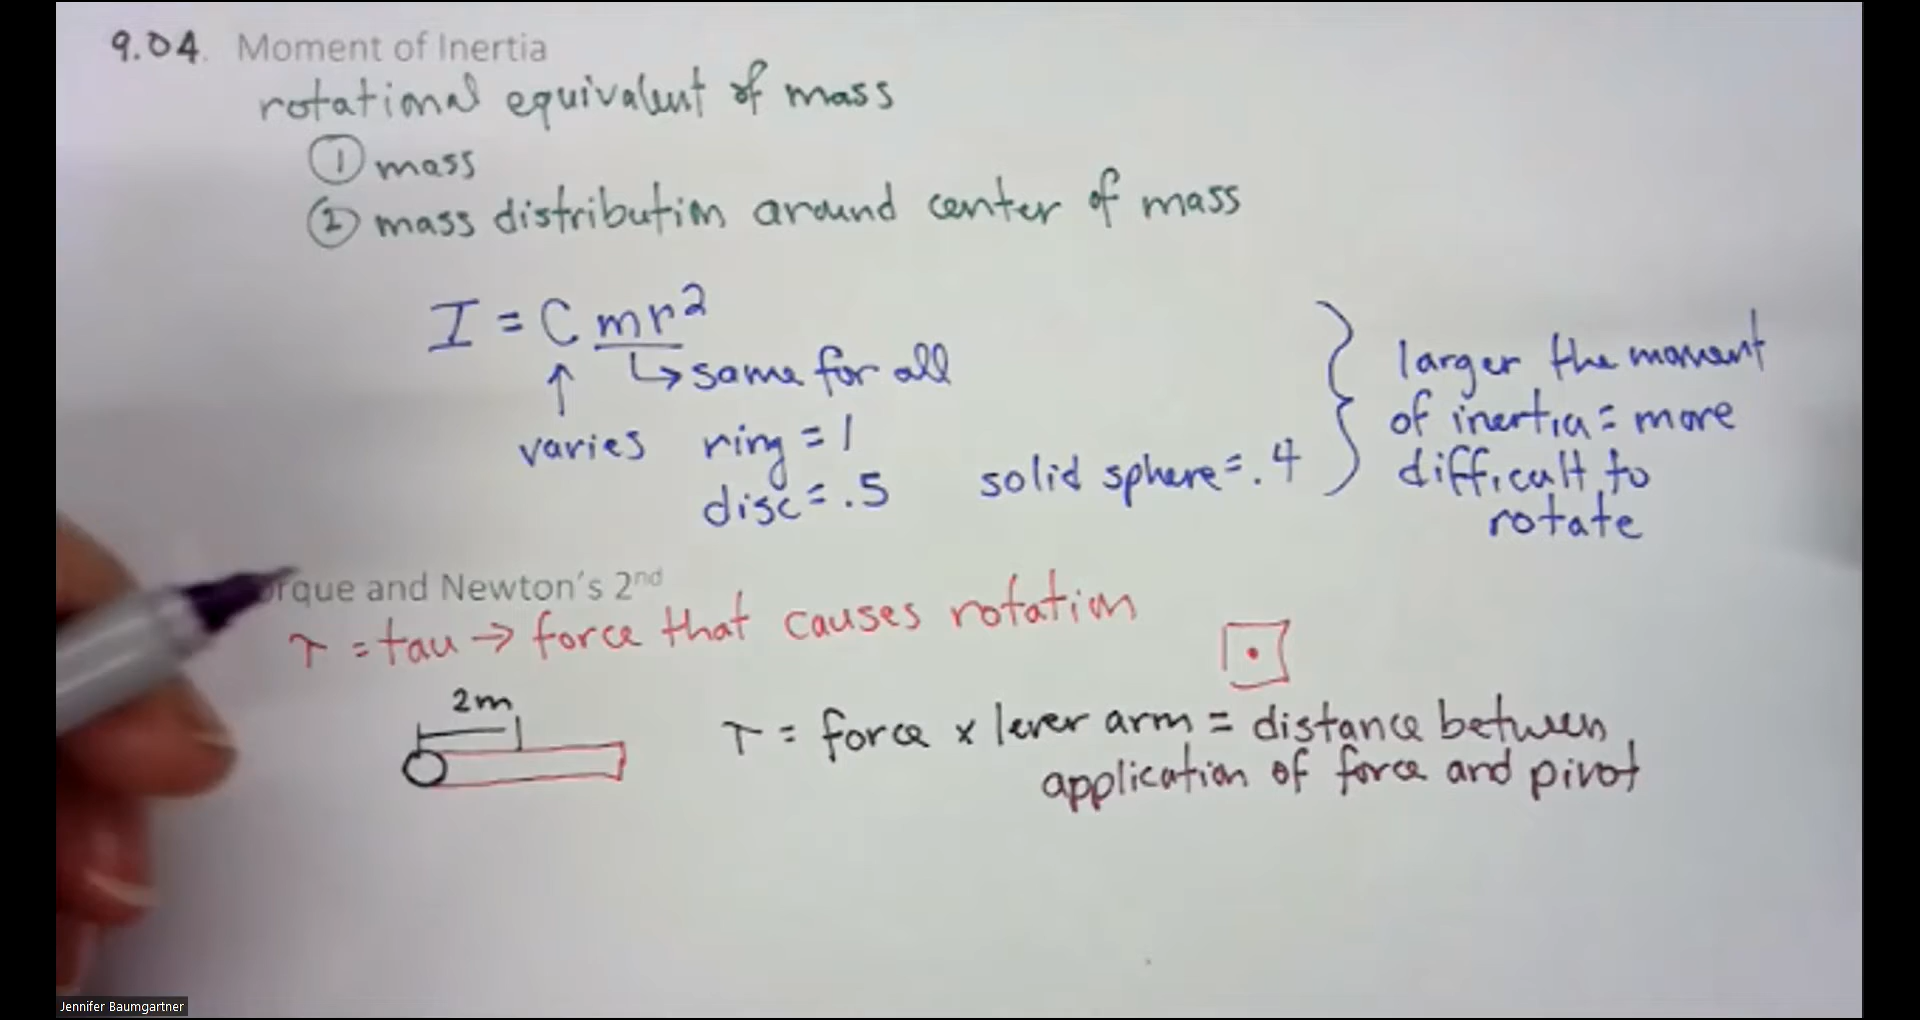 9.04. Moment of Inertia
rotational equivalent of mass
① mass
② mass distribution around center of mass
I = C mr²
↑ ↳ same for all
varies ring = 1
disc = .5 solid sphere = .4
larger the moment
of inertia = more
difficult to
rotate
rque and Newton's 2nd
τ = tau → force that causes rotation
2m
τ = force x lever arm = distance between
application of force and pivot
Jennifer Baumgartner